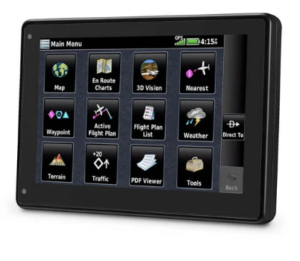 Main Menu
GPS
4:15
Map
En Route
Charts
3D Vision
Nearest
Waypoint
Active
Flight Plan
Flight Plan
List
Weather
Direct To
Terrain
+20
Traffic
PDF Viewer
Tools
Back